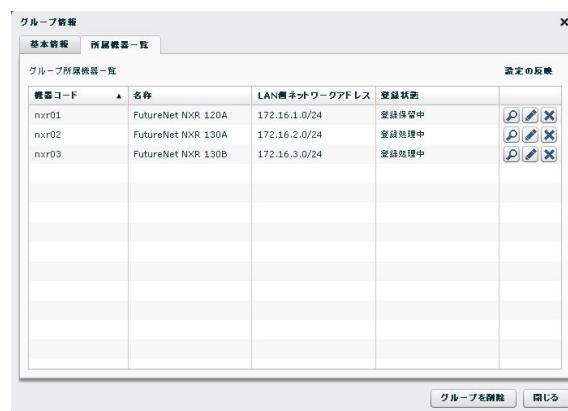 グループ情報 ×
基本情報 所属機器一覧
グループ所属機器一覧 設定の反映
機器コード ▲ 名称 LAN側ネットワークアドレス 登録状態
nxr01 FutureNet NXR 120A 172.16.1.0/24 登録保留中
nxr02 FutureNet NXR 130A 172.16.2.0/24 登録処理中
nxr03 FutureNet NXR 130B 172.16.3.0/24 登録処理中
グループを削除 閉じる